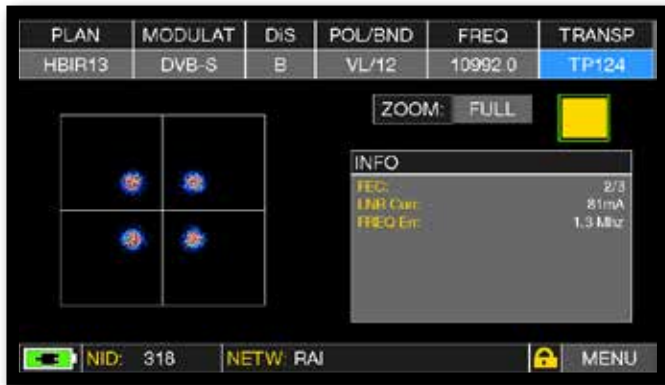 PLAN MODULAT DiS POL/BND FREQ TRANSP
HBIR13 DVB-S B VL/12 10992.0 TP124
ZOOM: FULL
INFO
FEC: 2/3
LNB Curr: 81mA
FREQ Err: 1.3 Mhz
NID: 318 NETW: RAI MENU